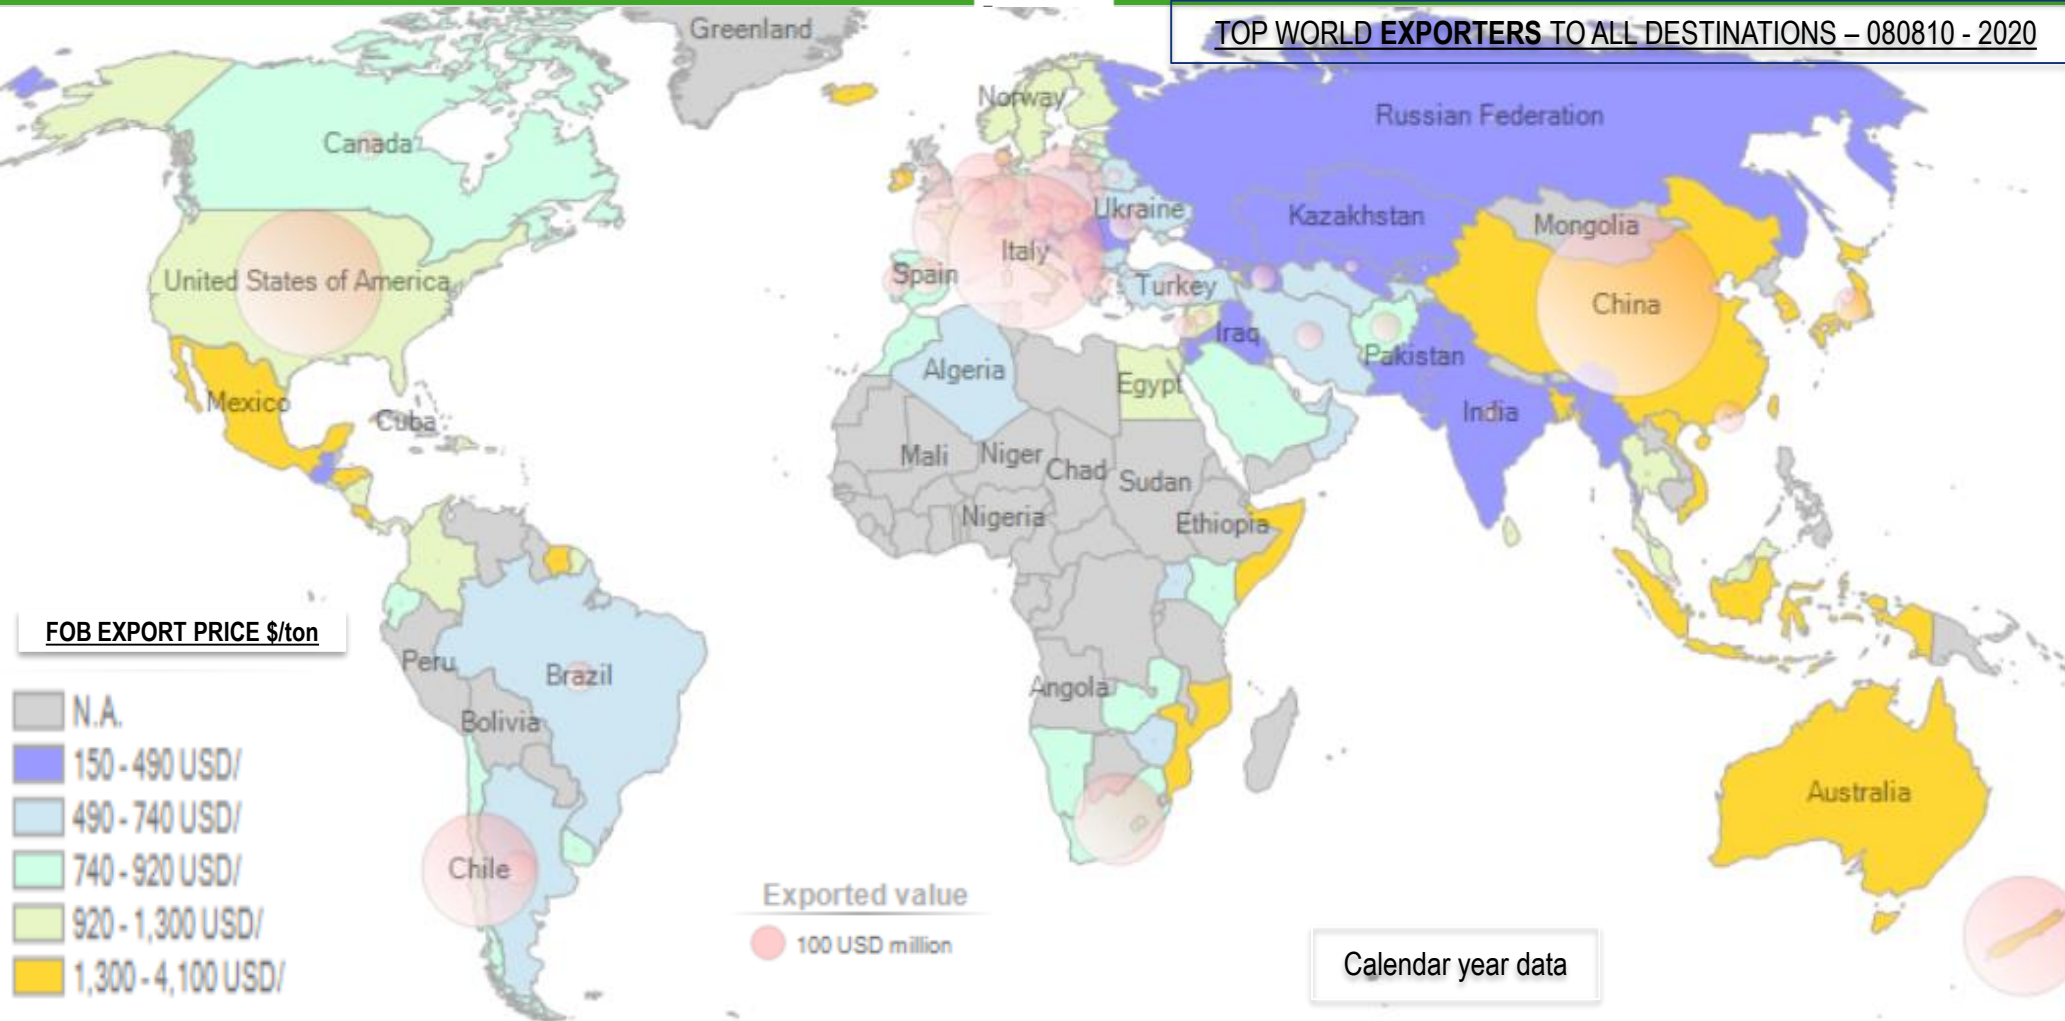 TOP WORLD EXPORTERS TO ALL DESTINATIONS – 080810 - 2020
Greenland
Norway
Russian Federation
Canada
Ukraine
Kazakhstan
Mongolia
Italy
United States of America
Spain
Turkey
China
Iraq
Pakistan
Algeria
Egypt
Mexico
Cuba
India
Mali
Niger
Chad
Sudan
Nigeria
Ethiopia
FOB EXPORT PRICE $/ton
Peru
Brazil
Angola
Bolivia
N.A.
150 - 490 USD/
490 - 740 USD/
740 - 920 USD/
920 - 1,300 USD/
1,300 - 4,100 USD/
Australia
Chile
Exported value
100 USD million
Calendar year data